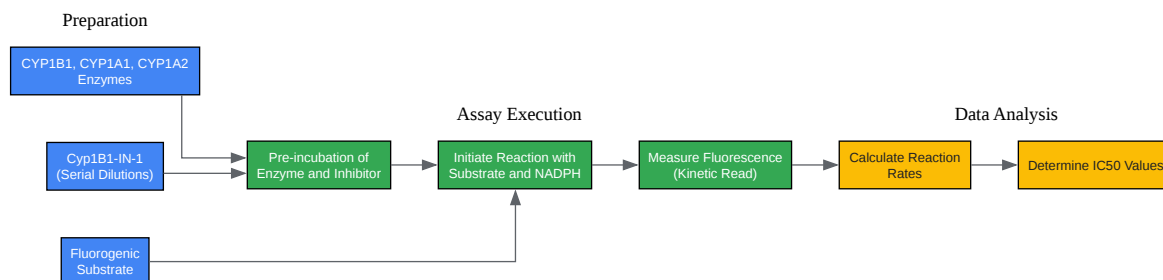 Preparation
CYP1B1, CYP1A1, CYP1A2
Enzymes
Assay Execution
Data Analysis
Cyp1B1-IN-1
(Serial Dilutions)
Pre-incubation of
Enzyme and Inhibitor
Initiate Reaction with
Substrate and NADPH
Measure Fluorescence
(Kinetic Read)
Calculate Reaction
Rates
Determine IC50 Values
Fluorogenic
Substrate